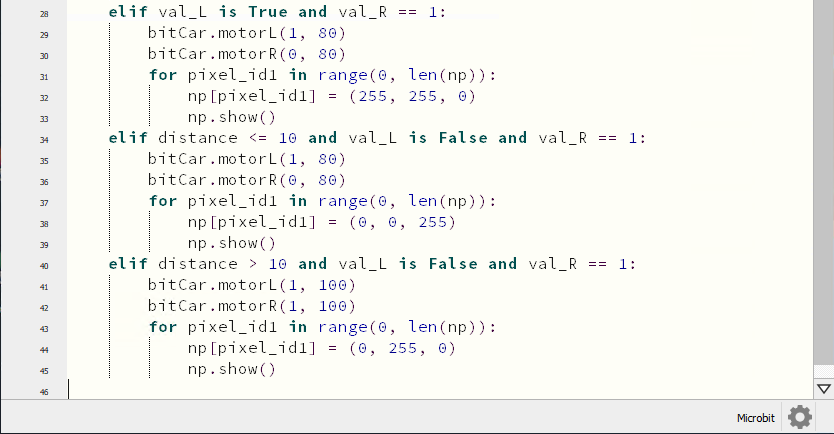 28 elif val_L is True and val_R == 1:
29 bitCar.motorL(1, 80)
30 bitCar.motorR(0, 80)
31 for pixel_id1 in range(0, len(np)):
32 np[pixel_id1] = (255, 255, 0)
33 np.show()
34 elif distance <= 10 and val_L is False and val_R == 1:
35 bitCar.motorL(1, 80)
36 bitCar.motorR(0, 80)
37 for pixel_id1 in range(0, len(np)):
38 np[pixel_id1] = (0, 0, 255)
39 np.show()
40 elif distance > 10 and val_L is False and val_R == 1:
41 bitCar.motorL(1, 100)
42 bitCar.motorR(1, 100)
43 for pixel_id1 in range(0, len(np)):
44 np[pixel_id1] = (0, 255, 0)
45 np.show()
46
Microbit